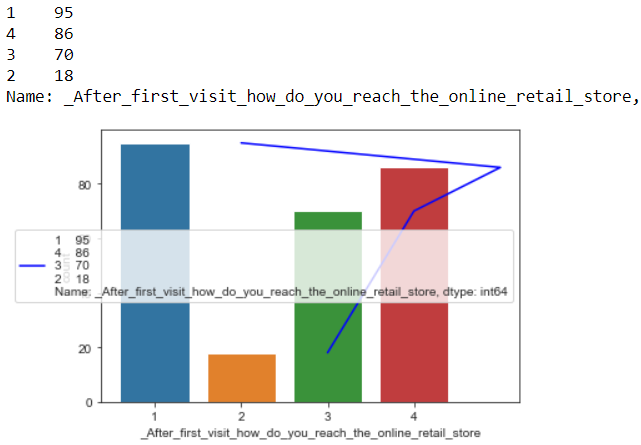 1 95
4 86
3 70
2 18
Name: _After_first_visit_how_do_you_reach_the_online_retail_store,
80
1 95
4 86
3 70
2 18
Name: _After_first_visit_how_do_you_reach_the_online_retail_store, dtype: int64
count
20
0
1 2 3 4
_After_first_visit_how_do_you_reach_the_online_retail_store